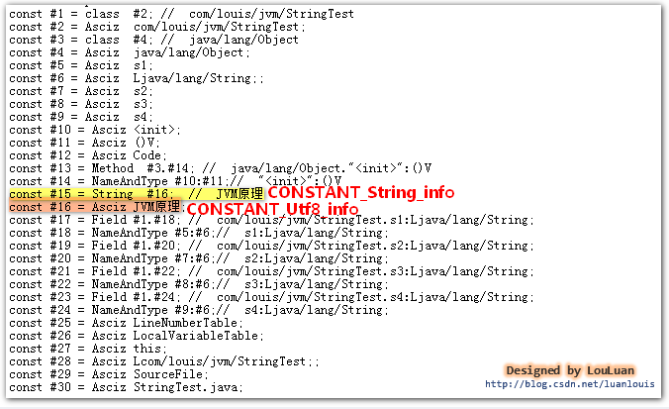 const #1 = class  #2; //  com/louis/jvm/StringTest
const #2 = Asciz  com/louis/jvm/StringTest;
const #3 = class  #4; //  java/lang/Object
const #4 = Asciz  java/lang/Object;
const #5 = Asciz  s1;
const #6 = Asciz  Ljava/lang/String;;
const #7 = Asciz  s2;
const #8 = Asciz  s3;
const #9 = Asciz  s4;
const #10 = Asciz <init>;
const #11 = Asciz ()V;
const #12 = Asciz Code;
const #13 = Method  #3.#14; //  java/lang/Object."<init>":()V
const #14 = NameAndType #10:#11;//  "<init>":()V
const #15 = String  #16;  //  JVM原理 CONSTANT_String_info
const #16 = Asciz JVM原理; CONSTANT_Utf8_info
const #17 = Field #1.#18; //  com/louis/jvm/StringTest.s1:Ljava/lang/String;
const #18 = NameAndType #5:#6;//  s1:Ljava/lang/String;
const #19 = Field #1.#20; //  com/louis/jvm/StringTest.s2:Ljava/lang/String;
const #20 = NameAndType #7:#6;//  s2:Ljava/lang/String;
const #21 = Field #1.#22; //  com/louis/jvm/StringTest.s3:Ljava/lang/String;
const #22 = NameAndType #8:#6;//  s3:Ljava/lang/String;
const #23 = Field #1.#24; //  com/louis/jvm/StringTest.s4:Ljava/lang/String;
const #24 = NameAndType #9:#6;//  s4:Ljava/lang/String;
const #25 = Asciz LineNumberTable;
const #26 = Asciz LocalVariableTable;
const #27 = Asciz this;
const #28 = Asciz Lcom/louis/jvm/StringTest;;
const #29 = Asciz SourceFile;
const #30 = Asciz StringTest.java;
Designed by LouLuan
http://blog.csdn.net/luanlouis